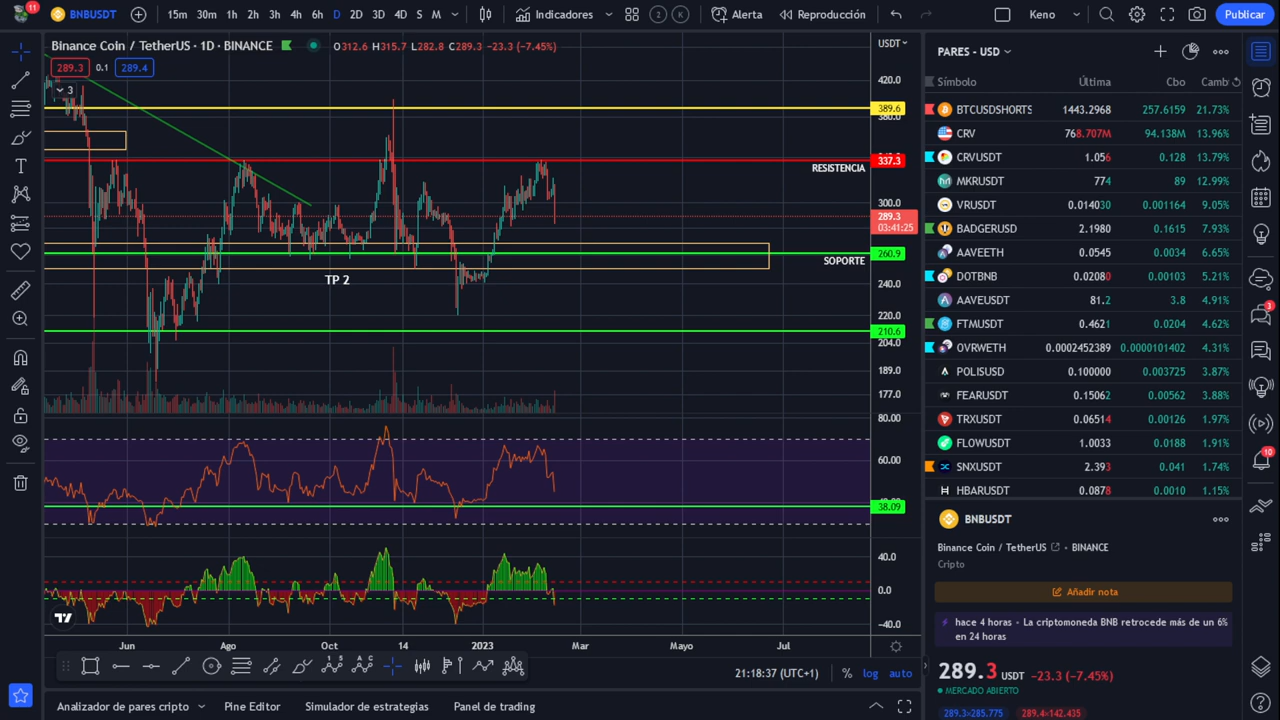 11
BNBUSDT
15m 30m 1h 2h 3h 4h 6h D 2D 3D 4D S M
Indicadores
2 K
Alerta
Reproducción
Keno
Publicar
Binance Coin / TetherUS · 1D · BINANCE
O312.6 H315.7 L282.8 C289.3 -23.3 (-7.45%)
289.3 0.1 289.4
3
USDT
420.0
389.6
380.0
337.3
RESISTENCIA
300.0
289.3
03:41:25
260.9
SOPORTE
TP 2
240.0
220.0
210.6
204.0
189.0
177.0
80.00
60.00
38.09
40.0
0.0
-40.0
Jun Ago Oct 14 2023 Mar Mayo Jul
21:18:37 (UTC+1) % log auto
Analizador de pares cripto Pine Editor Simulador de estrategias Panel de trading
PARES - USD
Símbolo Última Cbo Camb
BTCUSDSHORTS 1443.2968 257.6159 21.73%
CRV 768.707M 94.138M 13.96%
CRVUSDT 1.056 0.128 13.79%
MKRUSDT 774 89 12.99%
VRUSDT 0.014030 0.001164 9.05%
BADGERUSD 2.1980 0.1615 7.93%
AAVEETH 0.0545 0.0034 6.65%
DOTBNB 0.02080 0.00103 5.21%
AAVEUSDT 81.2 3.8 4.91%
FTMUSDT 0.4621 0.0204 4.62%
OVRWETH 0.0002452389 0.0000101402 4.31%
POLISUSD 0.100000 0.003725 3.87%
FEARUSDT 0.15062 0.00562 3.88%
TRXUSDT 0.06514 0.00126 1.97%
FLOWUSDT 1.0033 0.0188 1.91%
SNXUSDT 2.393 0.041 1.74%
HBARUSDT 0.0878 0.0010 1.15%
BNBUSDT
Binance Coin / TetherUS · BINANCE
Cripto
Añadir nota
hace 4 horas · La criptomoneda BNB retrocede más de un 6%
en 24 horas
289.3 USDT -23.3 (-7.45%)
MERCADO ABIERTO
289.3×285.775 289.4×142.435
3
10